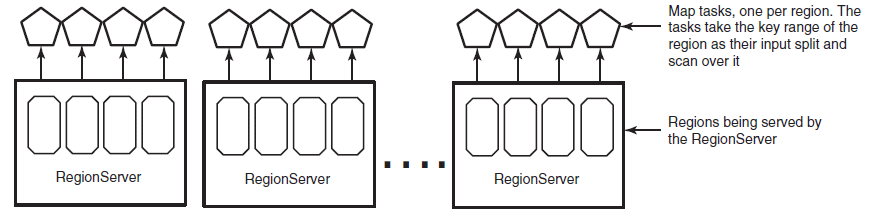 Map tasks, one per region. The
tasks take the key range of the
region as their input split and
scan over it
Regions being served by
the RegionServer
RegionServer
RegionServer
RegionServer